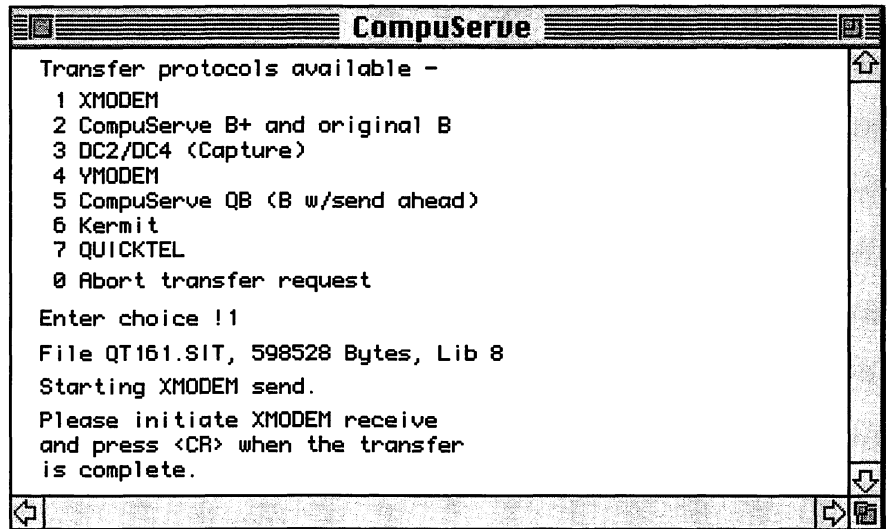 CompuServe
Transfer protocols available -
1 XMODEM
2 CompuServe B+ and original B
3 DC2/DC4 (Capture)
4 YMODEM
5 CompuServe QB (B w/send ahead)
6 Kermit
7 QUICKTEL
0 Abort transfer request
Enter choice !1
File QT161.SIT, 598528 Bytes, Lib 8
Starting XMODEM send.
Please initiate XMODEM receive
and press <CR> when the transfer
is complete.